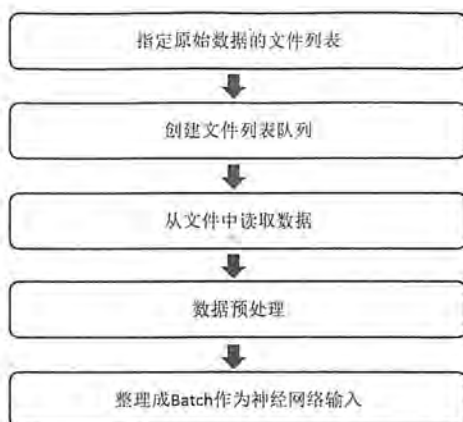 指定原始数据的文件列表
创建文件列表队列
从文件中读取数据
数据预处理
整理成Batch作为神经网络输入